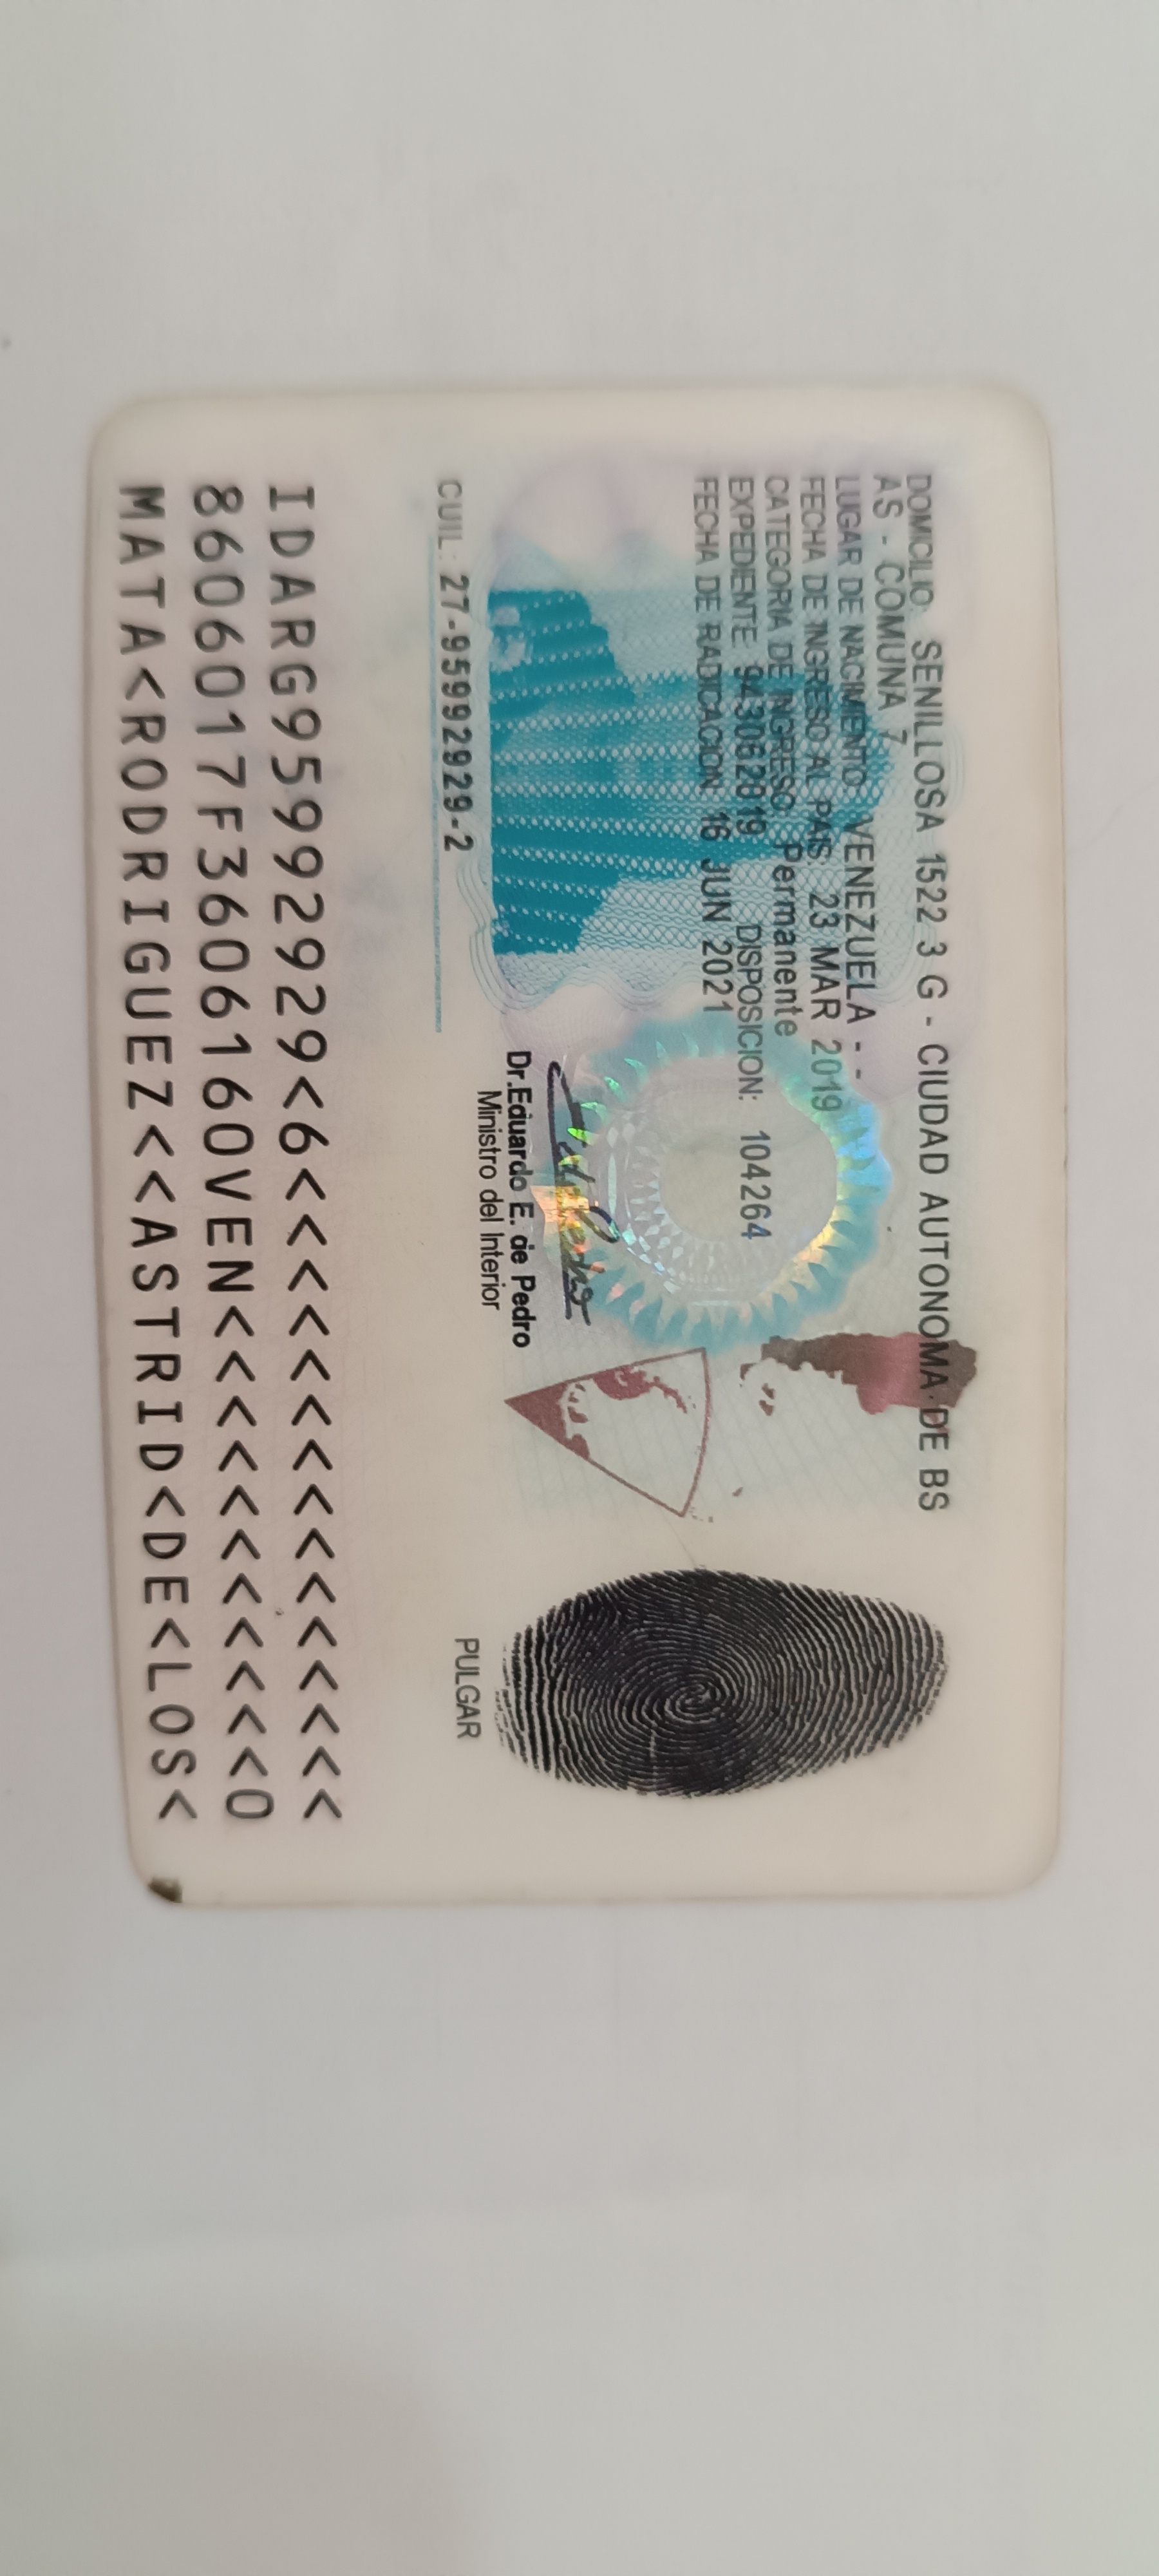 DOMICILIO: SENILLOSA 1522 3 G - CIUDAD AUTONOMA DE BS
AS - COMUNA 7
LUGAR DE NACIMIENTO: VENEZUELA - -
FECHA DE INGRESO AL PAIS: 23 MAR 2019
CATEGORIA DE INGRESO: Permanente
EXPEDIENTE: 943062819 DISPOSICION: 104264
FECHA DE RADICACION: 16 JUN 2021
Dr.Eduardo E. de Pedro
Ministro del Interior
CUIL: 27-95992929-2
PULGAR
IDARG95992929<6<<<<<<<<<<<<<<<
8606017F3606160VEN<<<<<<<<<<<0
MATA<RODRIGUEZ<<ASTRID<DE<LOS<